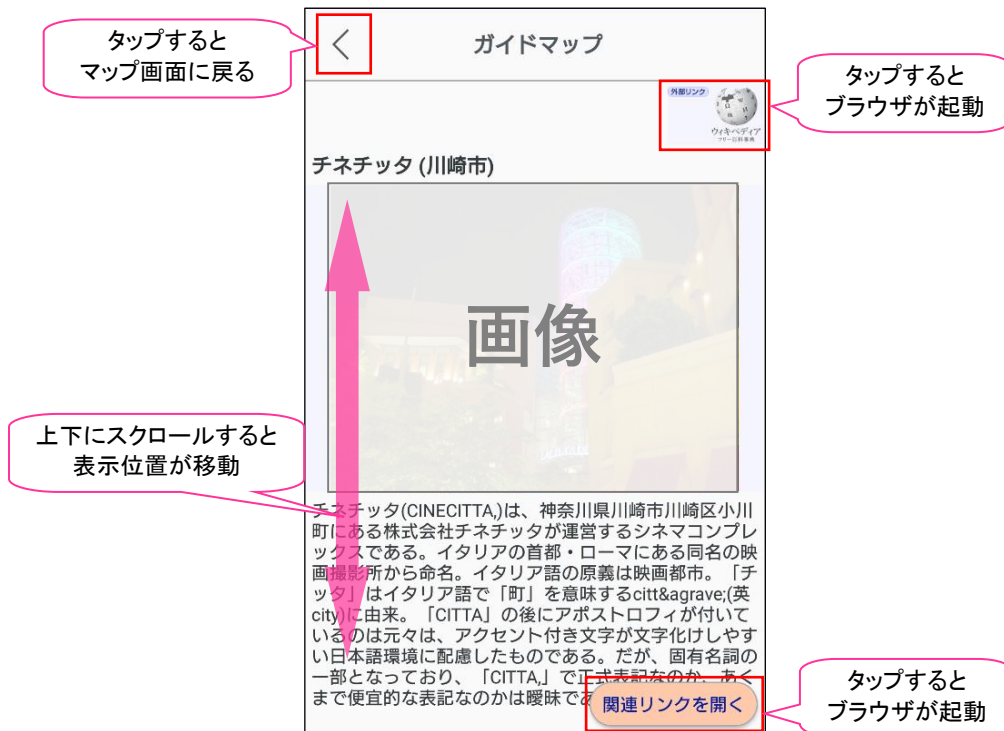 タップすると
マップ画面に戻る
ガイドマップ
タップすると
ブラウザが起動
外部リンク
ウィキペディア
フリー百科事典
チネチッタ (川崎市)
画像
上下にスクロールすると
表示位置が移動
チネチッタ(CINECITTA,)は、神奈川県川崎市川崎区小川
町にある株式会社チネチッタが運営するシネマコンプレ
ックスである。イタリアの首都・ローマにある同名の映
画撮影所から命名。イタリア語の原義は映画都市。「チ
ッタ」はイタリア語で「町」を意味するcitt&agrave;(英
city)に由来。「CITTA」の後にアポストロフィが付いて
いるのは元々は、アクセント付き文字が文字化けしやす
い日本語環境に配慮したものである。だが、固有名詞の
一部となっており、「CITTA,」で正式表記なのか、あく
まで便宜的な表記なのかは曖昧であ
関連リンクを開く
タップすると
ブラウザが起動